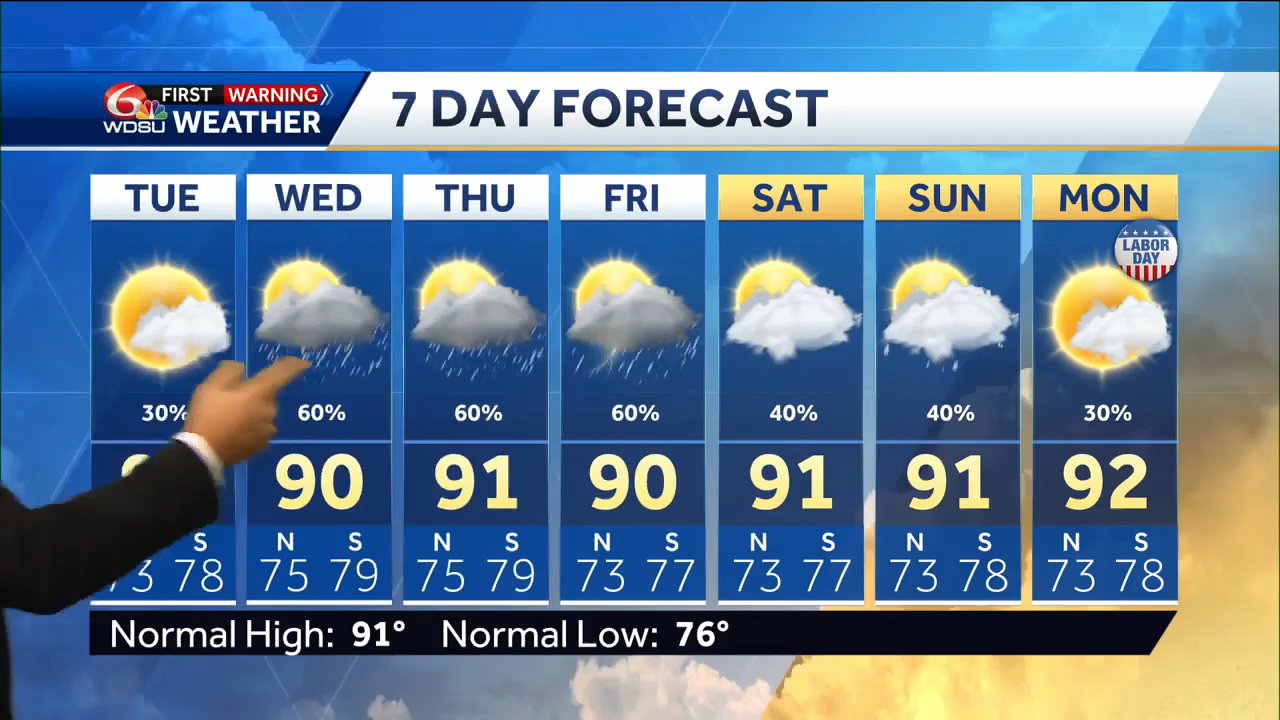 6 FIRST WARNING
WDSU WEATHER
7 DAY FORECAST
TUE WED THU FRI SAT SUN MON
LABOR
DAY
30% 60% 60% 60% 40% 40% 30%
90 91 90 91 91 92
S N S N S N S N S N S N S
73 78 75 79 75 79 73 77 73 77 73 78 73 78
Normal High: 91° Normal Low: 76°